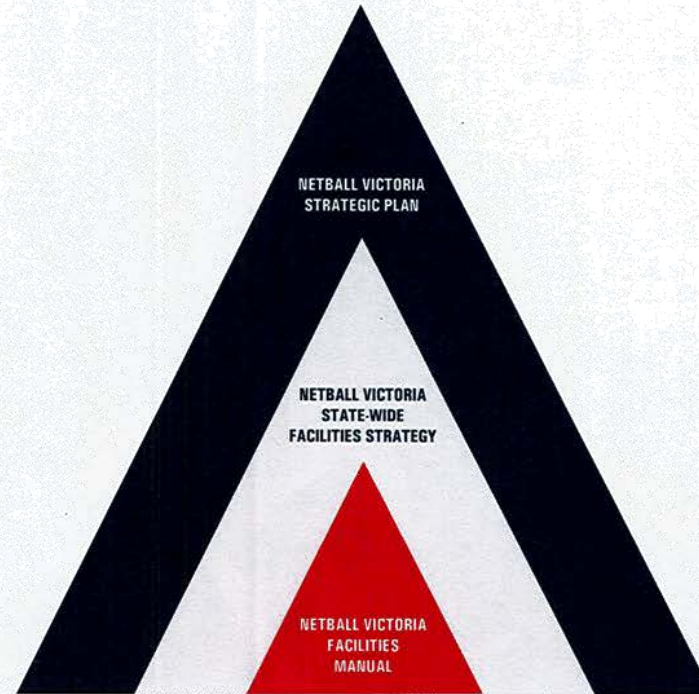 NETBALL VICTORIA
STRATEGIC PLAN
NETBALL VICTORIA
STATE-WIDE
FACILITIES STRATEGY
NETBALL VICTORIA
FACILITIES
MANUAL